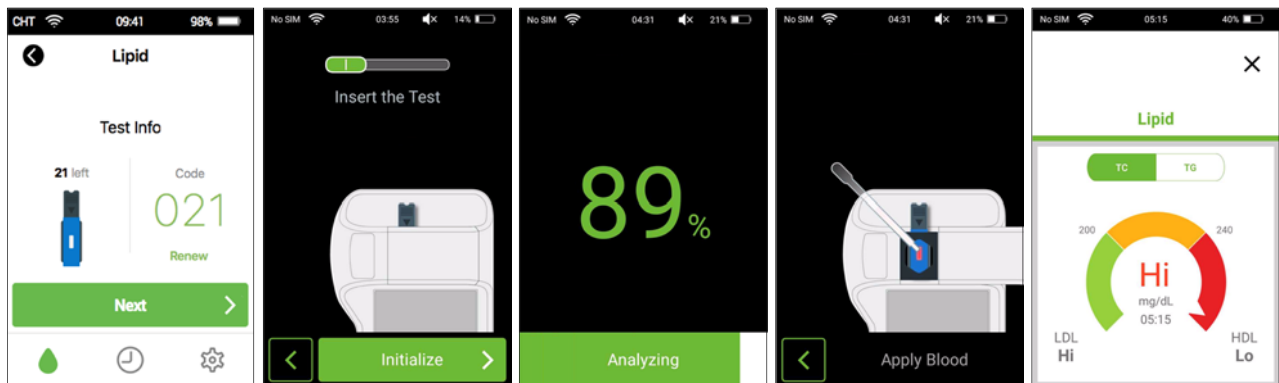 CHT 09:41 98%
Lipid
Test Info
21 left
Code
021
Renew
Next
No SIM 03:55 14%
Insert the Test
Initialize
No SIM 04:31 21%
89%
Analyzing
No SIM 04:31 21%
Apply Blood
No SIM 05:15 40%
Lipid
TC TG
200 240
Hi
mg/dL
05:15
LDL HDL
Hi Lo